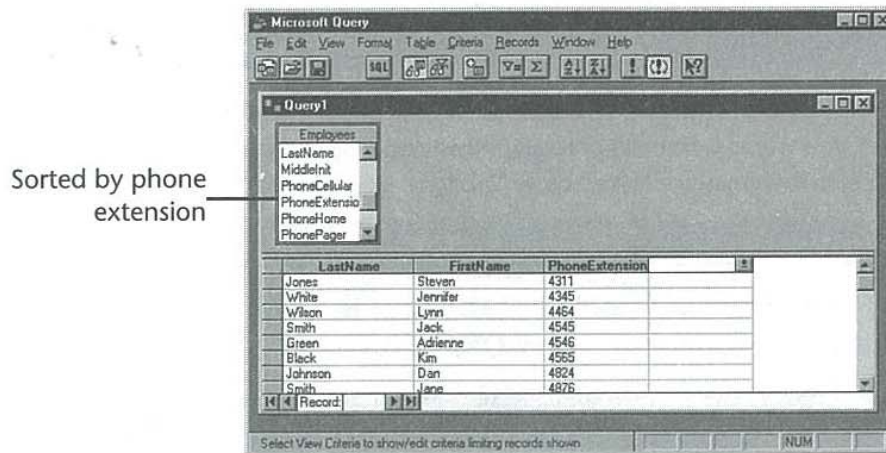 Microsoft Query
File Edit View Format Table Criteria Records Window Help
SQL
Query1
Employees
LastName
MiddleInit
PhoneCellular
PhoneExtensio
PhoneHome
PhonePager
Sorted by phone
extension
LastName FirstName PhoneExtension
Jones Steven 4311
White Jennifer 4345
Wilson Lynn 4464
Smith Jack 4545
Green Adrienne 4546
Black Kim 4565
Johnson Dan 4824
Smith Jane 4876
Record:
Select View Criteria to show/edit criteria limiting records shown NUM